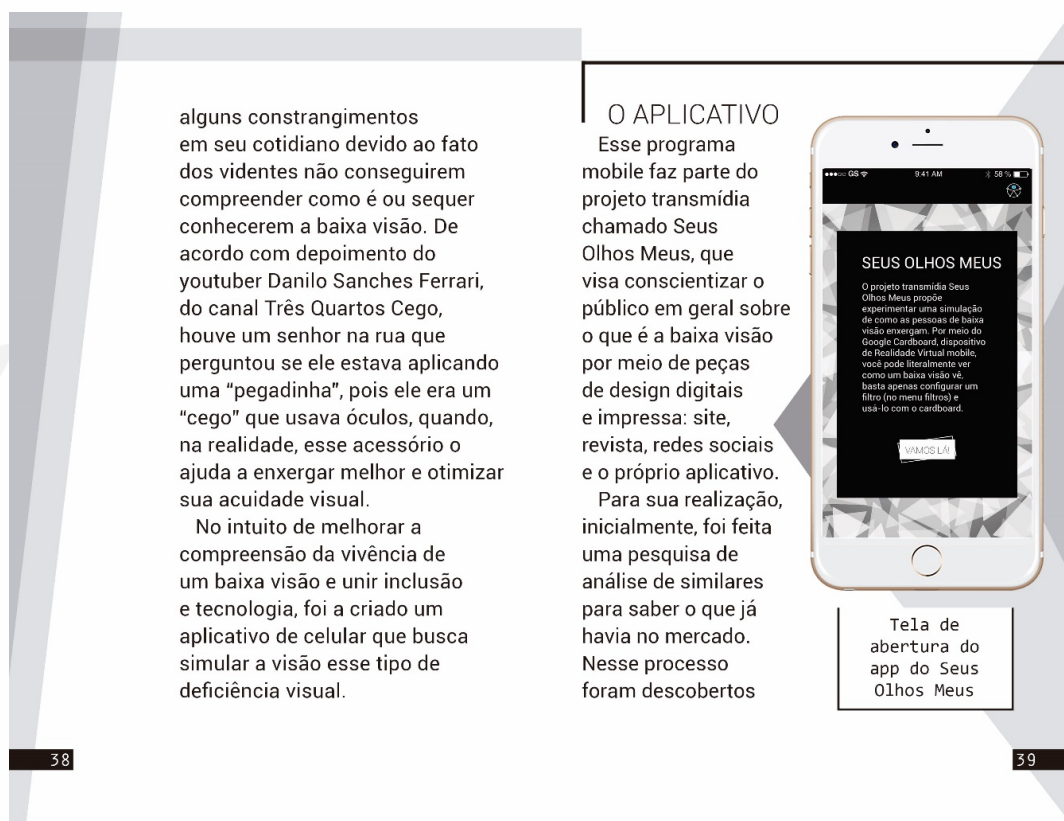 alguns constrangimentos
em seu cotidiano devido ao fato
dos videntes não conseguirem
compreender como é ou sequer
conhecerem a baixa visão. De
acordo com depoimento do
youtuber Danilo Sanches Ferrari,
do canal Três Quartos Cego,
houve um senhor na rua que
perguntou se ele estava aplicando
uma “pegadinha”, pois ele era um
“cego” que usava óculos, quando,
na realidade, esse acessório o
ajuda a enxergar melhor e otimizar
sua acuidade visual.
No intuito de melhorar a
compreensão da vivência de
um baixa visão e unir inclusão
e tecnologia, foi a criado um
aplicativo de celular que busca
simular a visão esse tipo de
deficiência visual.
38
O APLICATIVO
Esse programa
mobile faz parte do
projeto transmídia
chamado Seus
Olhos Meus, que
visa conscientizar o
público em geral sobre
o que é a baixa visão
por meio de peças
de design digitais
e impressa: site,
revista, redes sociais
e o próprio aplicativo.
Para sua realização,
inicialmente, foi feita
uma pesquisa de
análise de similares
para saber o que já
havia no mercado.
Nesse processo
foram descobertos
GS 9:41 AM 58 %
SEUS OLHOS MEUS
O projeto transmídia Seus
Olhos Meus propõe
experimentar uma simulação
de como as pessoas de baixa
visão enxergam. Por meio do
Google Cardboard, dispositivo
de Realidade Virtual mobile,
você pode literalmente ver
como um baixa visão vê,
basta apenas configurar um
filtro (no menu filtros) e
usá-lo com o cardboard.
VAMOS LÁ!
Tela de
abertura do
app do Seus
Olhos Meus
39